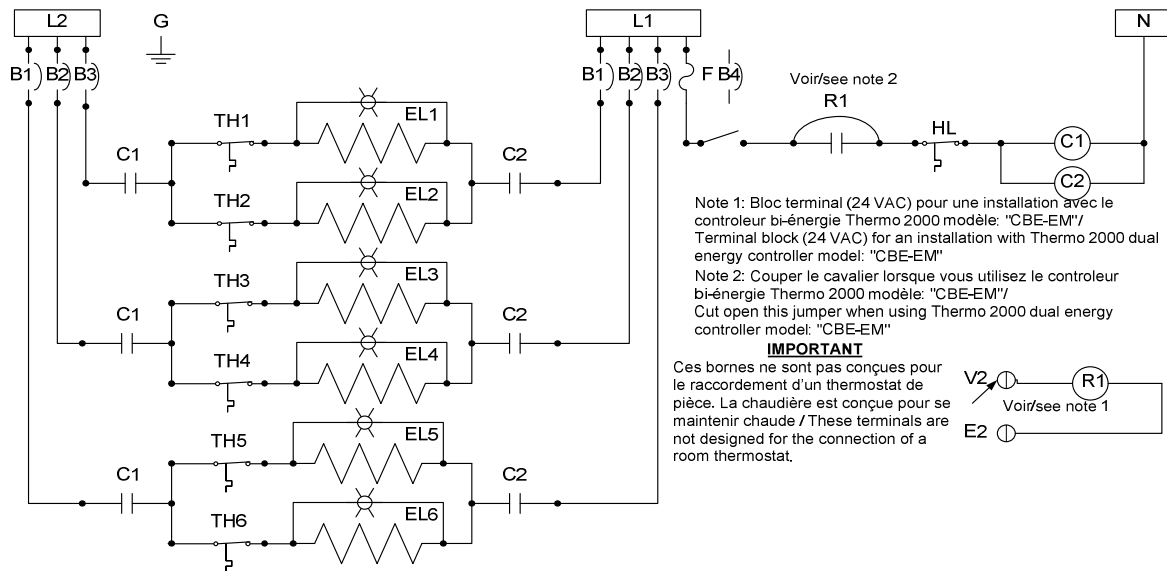 L2 G L1 N
B1 B2 B3 B1 B2 B3 F B4
Voir/see note 2
R1
EL1
TH1
HL
C1
C1 C2
EL2
C2
TH2
Note 1: Bloc terminal (24 VAC) pour une installation avec le
controleur bi-énergie Thermo 2000 modèle: "CBE-EM"/
Terminal block (24 VAC) for an installation with Thermo 2000 dual
energy controller model: "CBE-EM"
Note 2: Couper le cavalier lorsque vous utilisez le controleur
bi-énergie Thermo 2000 modèle: "CBE-EM"/
Cut open this jumper when using Thermo 2000 dual energy
controller model: "CBE-EM"
EL3
TH3
C1 C2
EL4
TH4
IMPORTANT
Ces bornes ne sont pas conçues pour
le raccordement d'un thermostat de
pièce. La chaudière est conçue pour se
maintenir chaude / These terminals are
not designed for the connection of a
room thermostat.
V2 R1
Voir/see note 1
E2
EL5
TH5
C1 C2
EL6
TH6